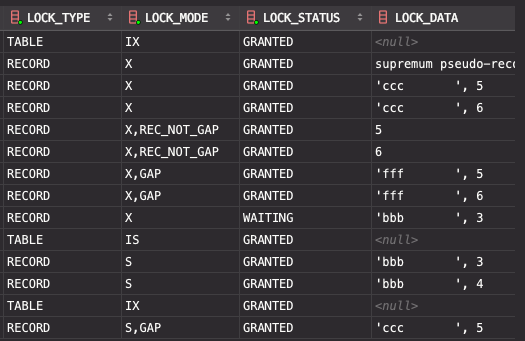 LOCK_TYPE LOCK_MODE LOCK_STATUS LOCK_DATA
TABLE IX GRANTED <null>
RECORD X GRANTED supremum pseudo-reco
RECORD X GRANTED 'ccc       ', 5
RECORD X GRANTED 'ccc       ', 6
RECORD X,REC_NOT_GAP GRANTED 5
RECORD X,REC_NOT_GAP GRANTED 6
RECORD X,GAP GRANTED 'fff       ', 5
RECORD X,GAP GRANTED 'fff       ', 6
RECORD X WAITING 'bbb       ', 3
TABLE IS GRANTED <null>
RECORD S GRANTED 'bbb       ', 3
RECORD S GRANTED 'bbb       ', 4
TABLE IX GRANTED <null>
RECORD S,GAP GRANTED 'ccc       ', 5